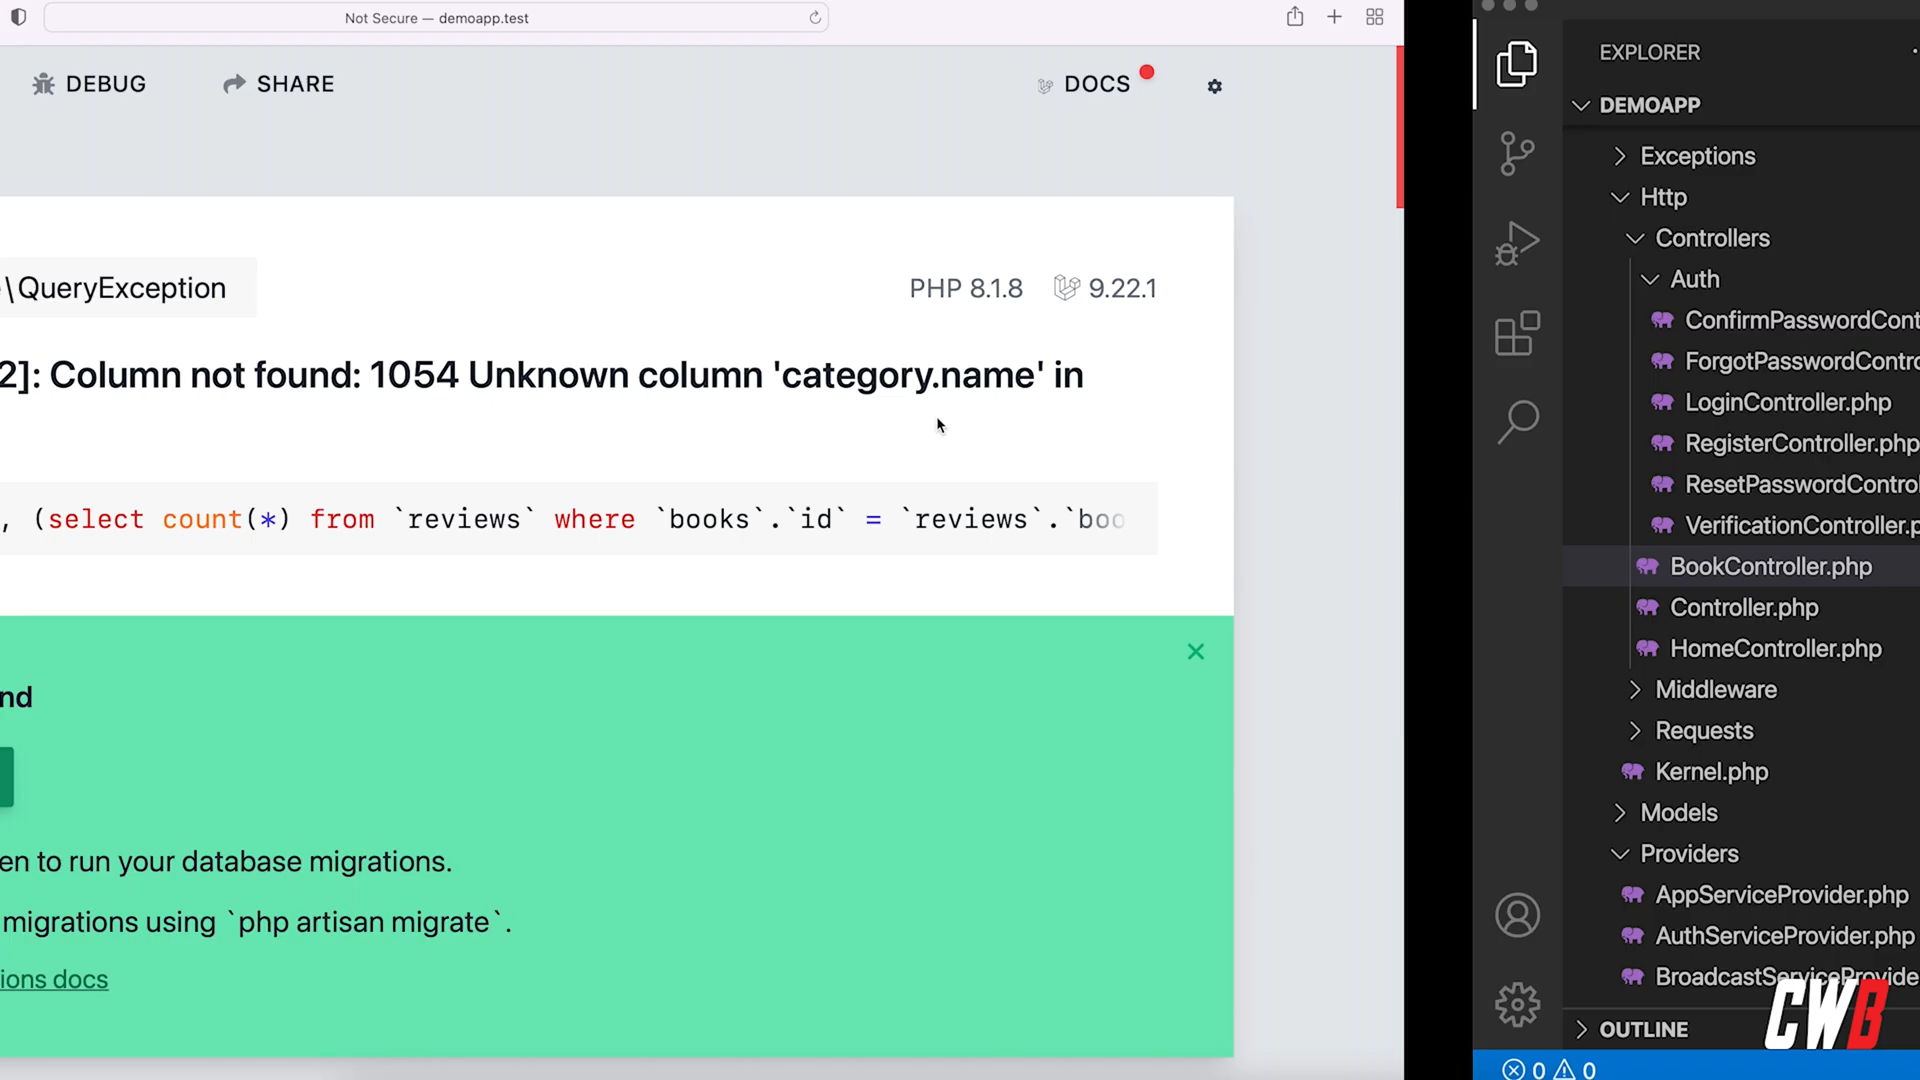 Not Secure — demoapp.test
DEBUG
SHARE
DOCS
\QueryException
PHP 8.1.8
9.22.1
2]: Column not found: 1054 Unknown column 'category.name' in
, (select count(*) from `reviews` where `books`.`id` = `reviews`.`boo
nd
en to run your database migrations.
migrations using `php artisan migrate`.
ions docs
EXPLORER
DEMOAPP
Exceptions
Http
Controllers
Auth
ConfirmPasswordCont
ForgotPasswordContro
LoginController.php
RegisterController.php
ResetPasswordControl
VerificationController.p
BookController.php
Controller.php
HomeController.php
Middleware
Requests
Kernel.php
Models
Providers
AppServiceProvider.php
AuthServiceProvider.php
BroadcastServiceProvide
OUTLINE
CWB
0 0